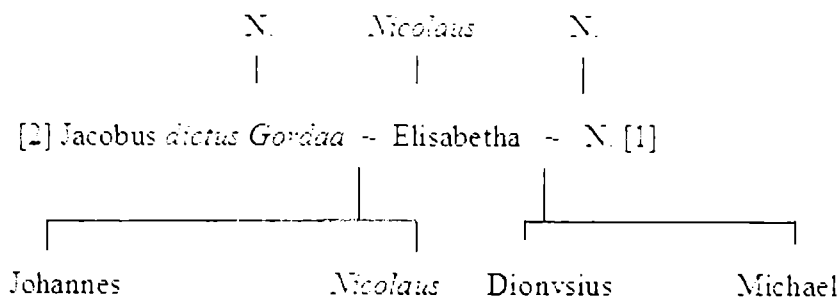 N. Nicolaus N.
[2] Jacobus dictus Gordaa ~ Elisabetha ~ N. [1]
Johannes Nicolaus Dionysius Michael